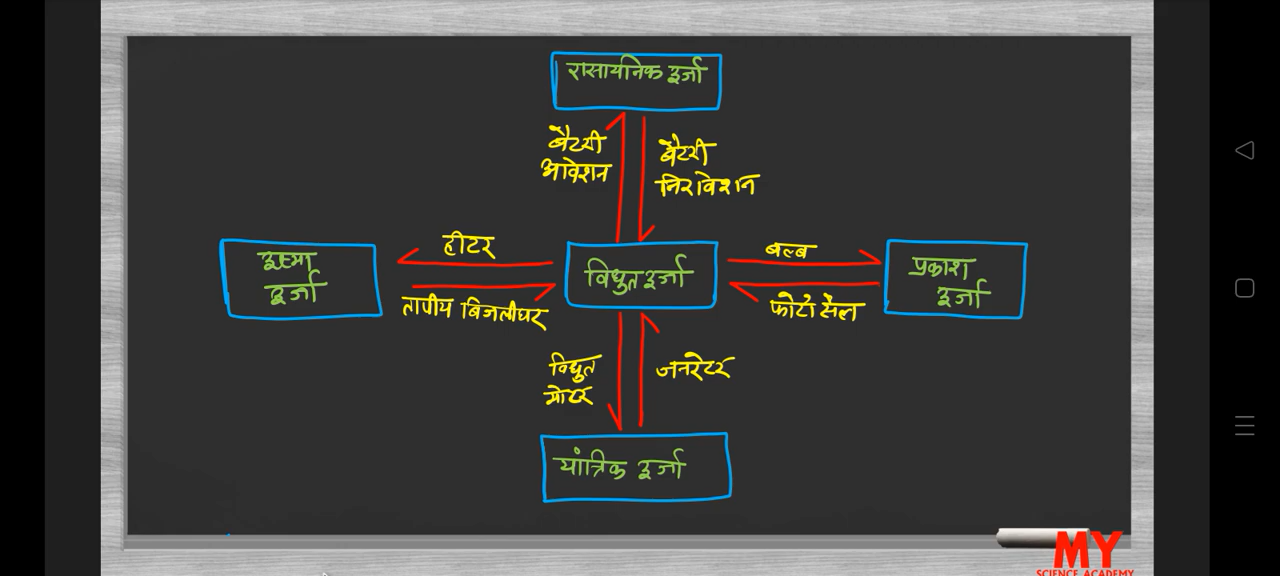 रासायनिक ऊर्जा
बैटरी
आवेशन
बैटरी
निरावेशन
ऊष्मा
ऊर्जा
हीटर
तापीय बिजलीघर
विधुत ऊर्जा
बल्ब
फोटो सैल
प्रकाश
ऊर्जा
विधुत
मोटर
जनरेटर
यांत्रिक ऊर्जा
MY
SCIENCE ACADEMY